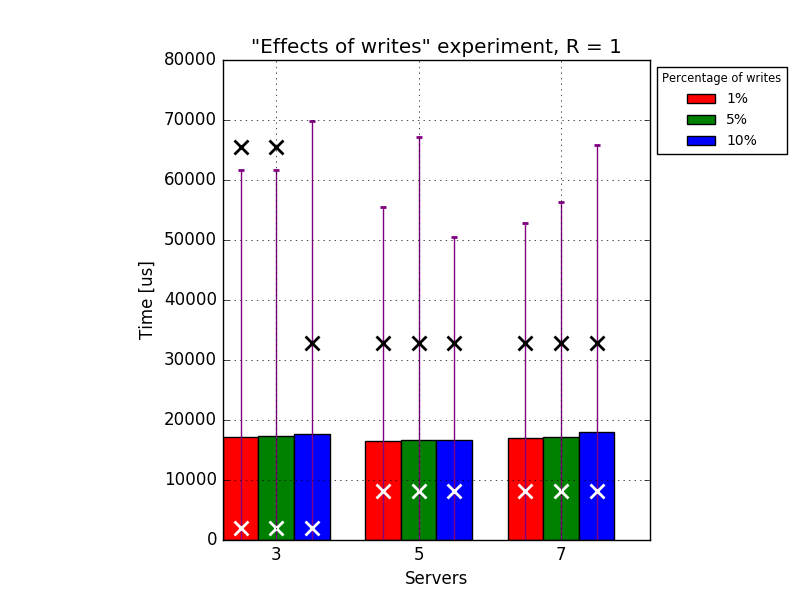 "Effects of writes" experiment, R = 1
80000
70000
60000
50000
40000
30000
20000
10000
0
Time [us]
3 5 7
Servers
Percentage of writes
1%
5%
10%